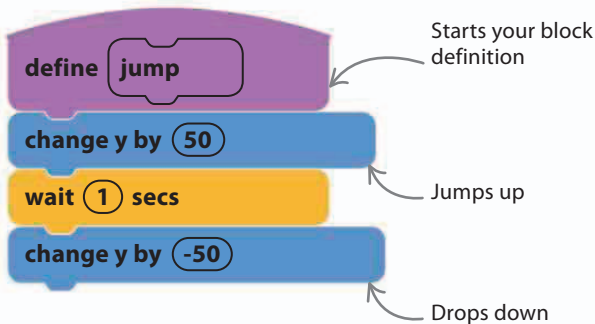 Starts your block
definition
define jump
change y by 50
Jumps up
wait 1 secs
change y by -50
Drops down